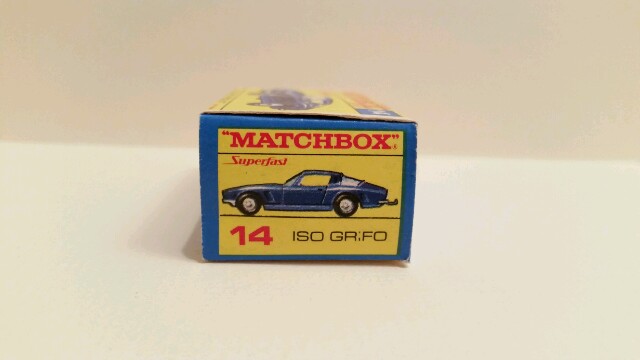 "MATCHBOX"
Superfast
14 ISO GRIFO